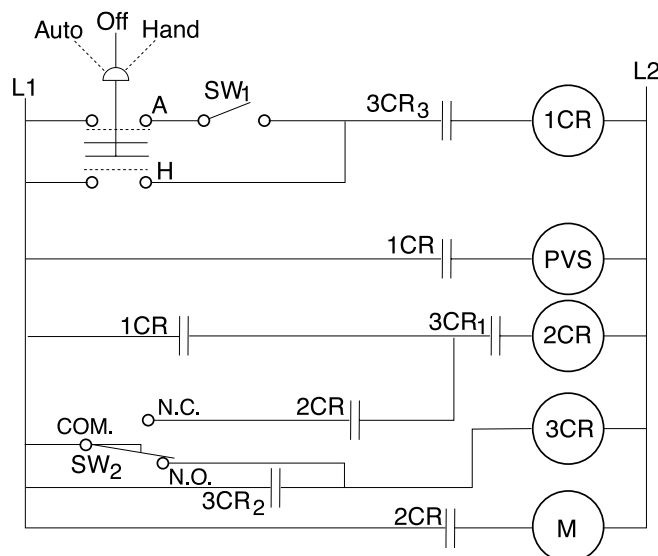 Off
Auto Hand
L1 L2
A SW1 3CR3 1CR
H
1CR PVS
1CR 3CR1 2CR
N.C. 2CR
COM. 3CR
SW2
N.O.
3CR2
2CR M